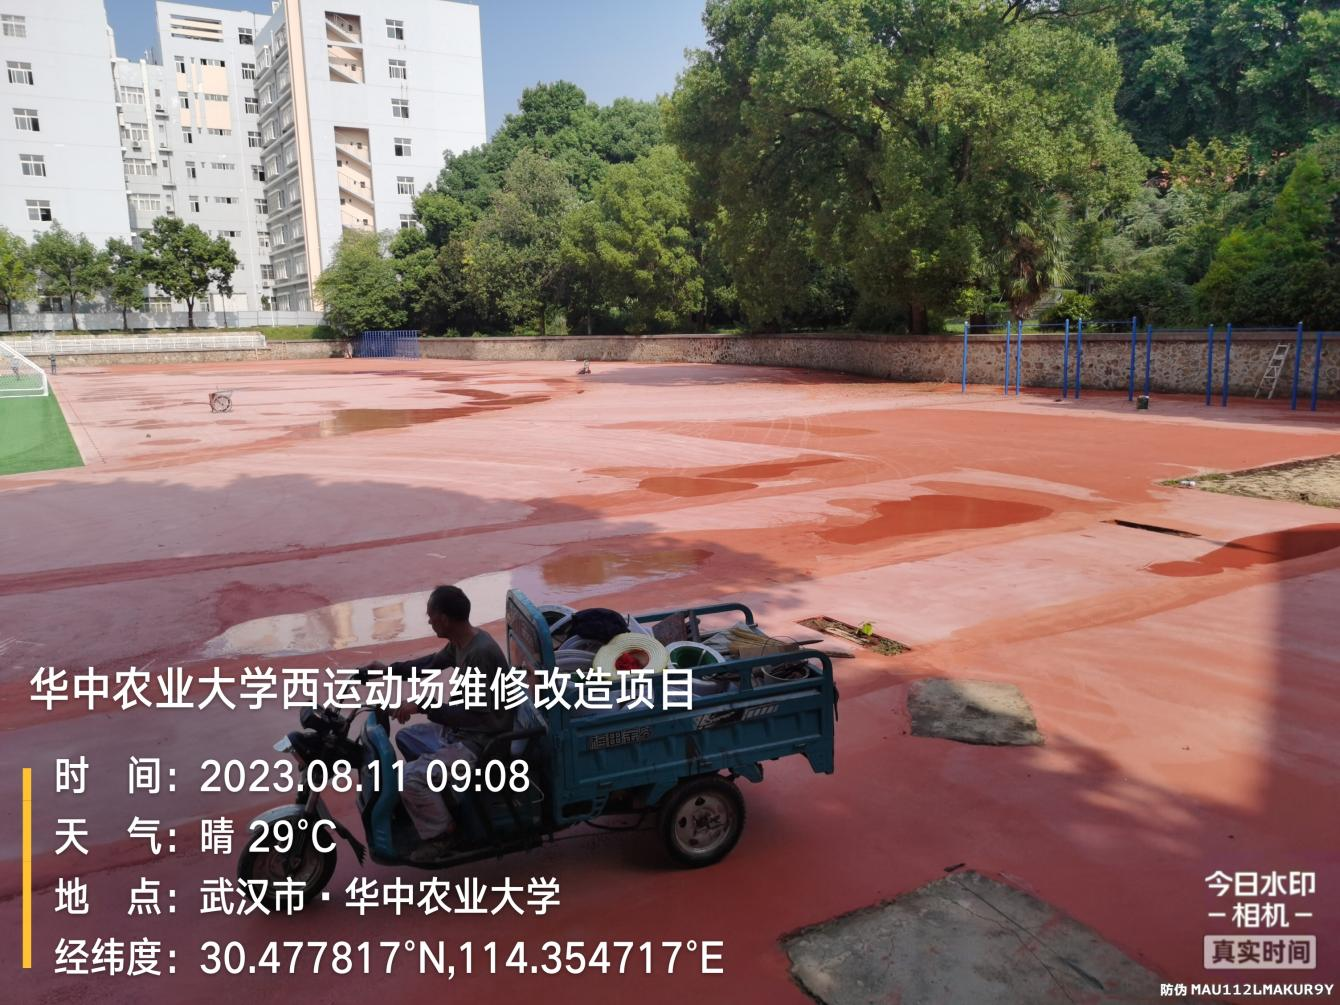 华中农业大学西运动场维修改造项目
时 间：2023.08.11 09:08
天 气：晴 29°C
地 点：武汉市·华中农业大学
经纬度：30.477817°N,114.354717°E
今日水印
-相机-
真实时间
防伪 MAU112LMAKUR9Y